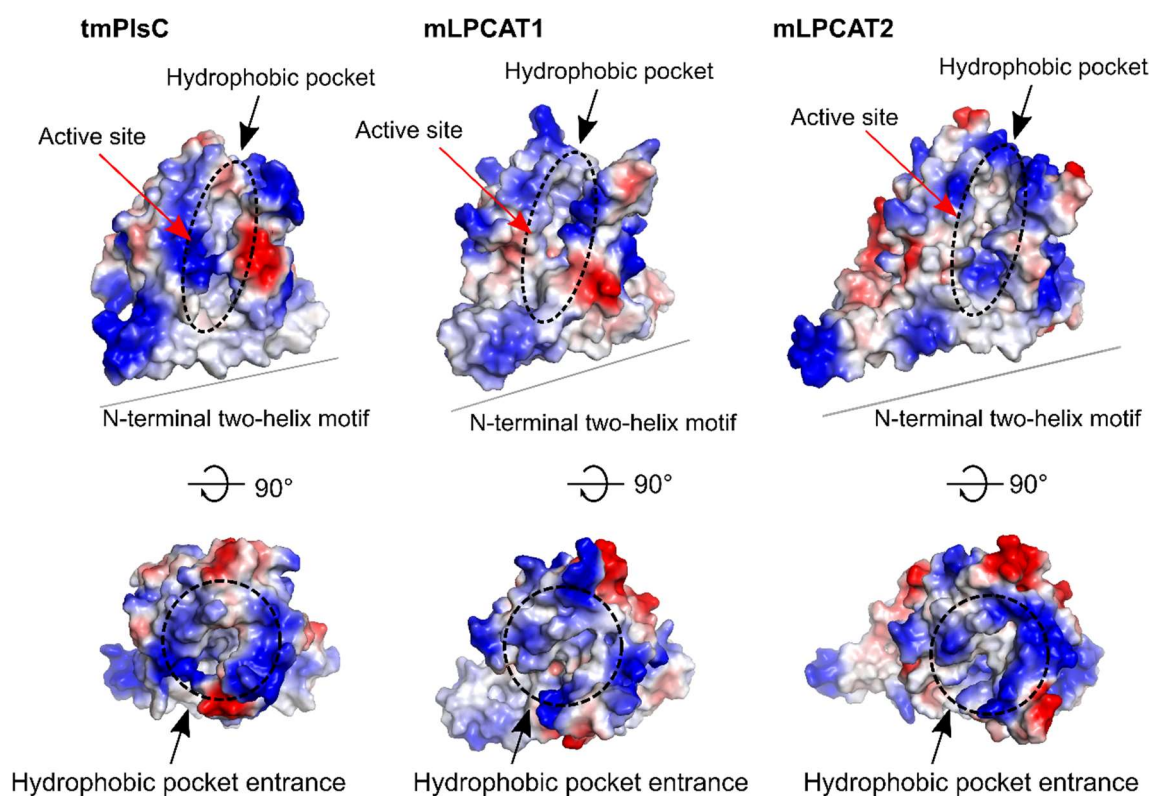 tmPlsC
mLPCAT1
mLPCAT2
Hydrophobic pocket
Hydrophobic pocket
Hydrophobic pocket
Active site
Active site
Active site
N-terminal two-helix motif
N-terminal two-helix motif
N-terminal two-helix motif
90°
90°
90°
Hydrophobic pocket entrance
Hydrophobic pocket entrance
Hydrophobic pocket entrance